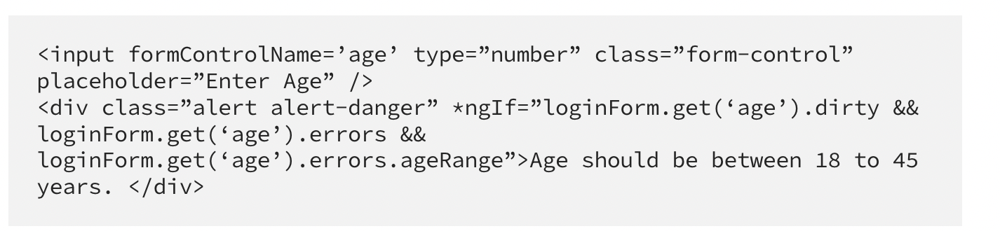 <input formControlName=’age’ type=”number” class=”form-control”
placeholder=”Enter Age” />
<div class=”alert alert-danger” *ngIf=”loginForm.get(‘age’).dirty &&
loginForm.get(‘age’).errors &&
loginForm.get(‘age’).errors.ageRange”>Age should be between 18 to 45
years. </div>